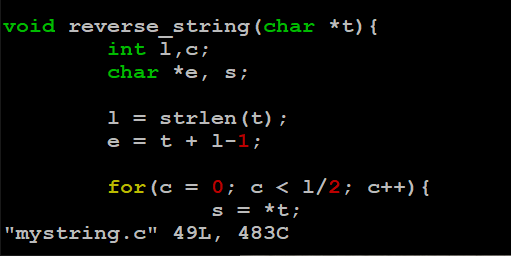 void reverse_string(char *t){
int l,c;
char *e, s;
l = strlen(t);
e = t + l-1;
for(c = 0; c < l/2; c++){
s = *t;
"mystring.c" 49L, 483C